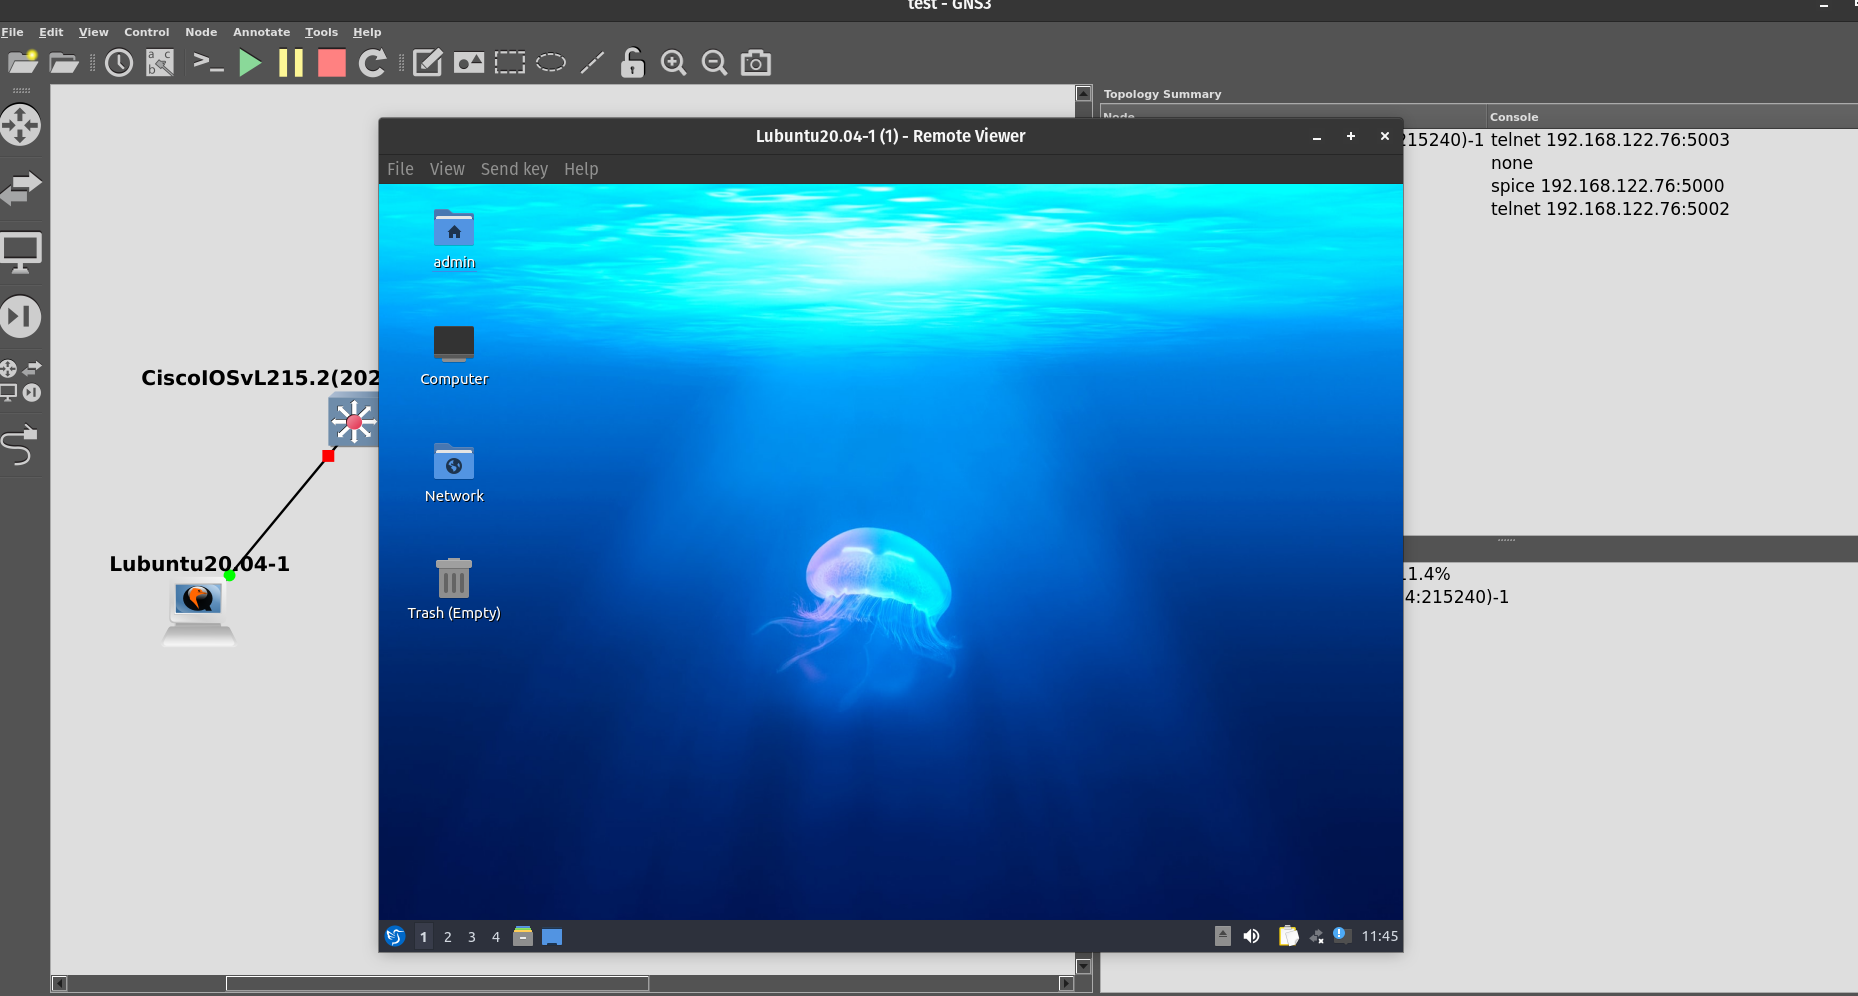 test - GNS3
File Edit View Control Node Annotate Tools Help
Topology Summary
Node Console
Lubuntu20.04-1 (1) - Remote Viewer
215240)-1 telnet 192.168.122.76:5003
File View Send key Help
none
spice 192.168.122.76:5000
telnet 192.168.122.76:5002
admin
Computer
CiscoIOSvL215.2(202
Network
Lubuntu20.04-1
1.4%
4:215240)-1
Trash (Empty)
1 2 3 4
11:45